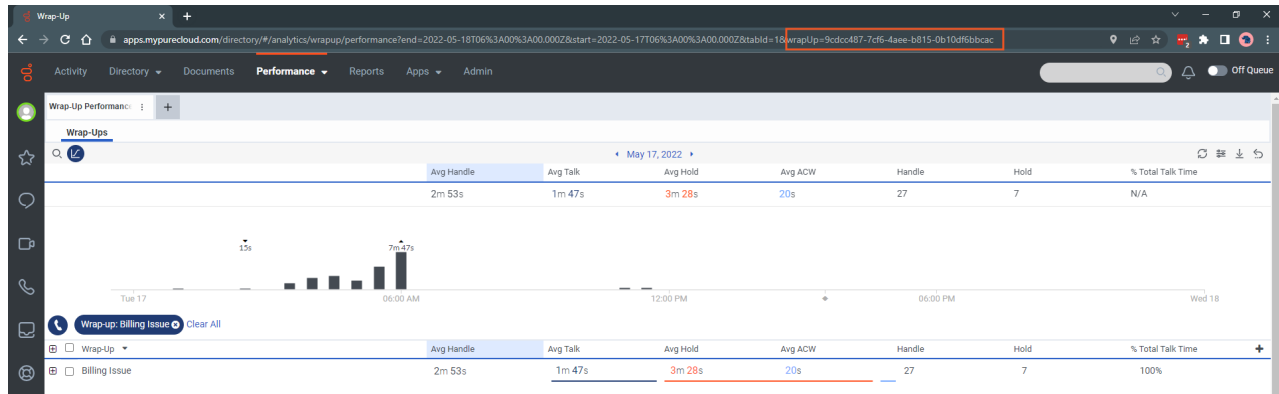 Wrap-Up
apps.mypurecloud.com/directory/#/analytics/wrapup/performance?end=2022-05-18T06%3A00%3A00.000Z&start=2022-05-17T06%3A00%3A00.000Z&tabId=1&wrapUp=9cdcc487-7cf6-4aee-b815-0b10df6bbcac
2
Activity Directory Documents Performance Reports Apps Admin Off Queue
Wrap-Up Performance
Wrap-Ups
May 17, 2022
Avg Handle Avg Talk Avg Hold Avg ACW Handle Hold % Total Talk Time
2m 53s 1m 47s 3m 28s 20s 27 7 N/A
15s 7m 47s
Tue 17 06:00 AM 12:00 PM 06:00 PM Wed 18
Wrap-up: Billing Issue Clear All
Wrap-Up Avg Handle Avg Talk Avg Hold Avg ACW Handle Hold % Total Talk Time
Billing Issue 2m 53s 1m 47s 3m 28s 20s 27 7 100%